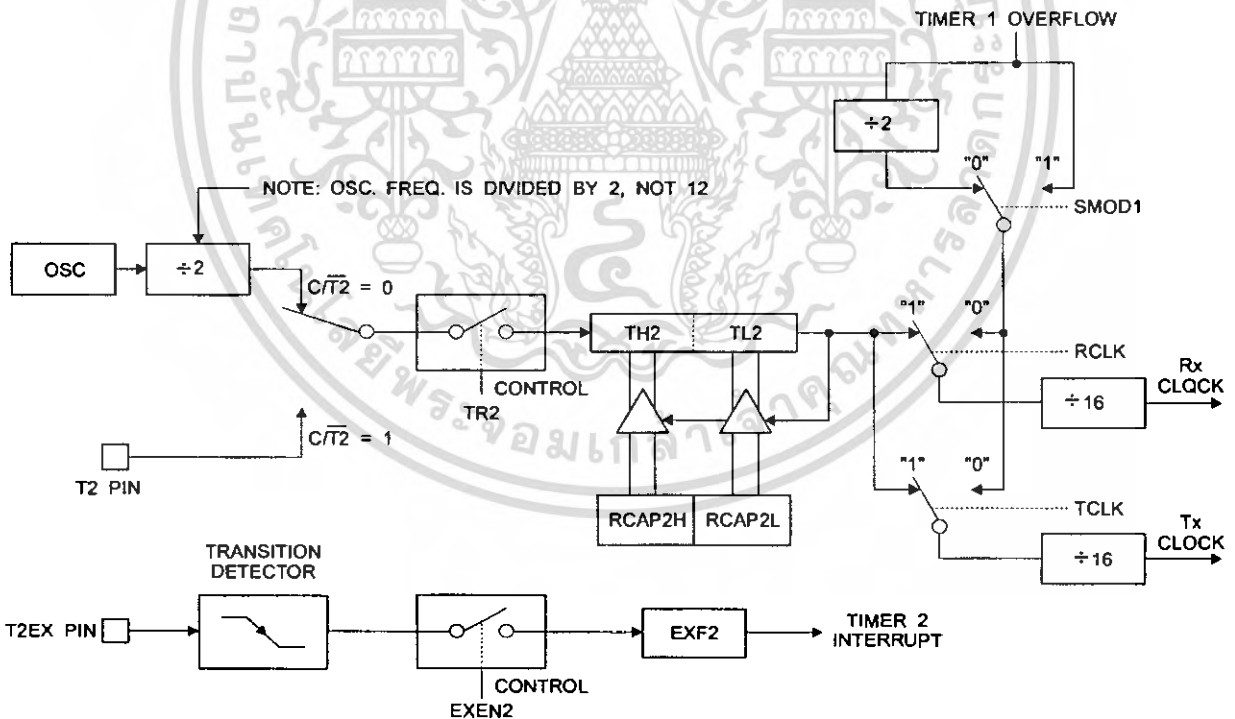 TIMER 1 OVERFLOW
÷2
"0" "1"
NOTE: OSC. FREQ. IS DIVIDED BY 2, NOT 12
SMOD1
OSC
÷2
C/T2 = 0
TH2 TL2
"1" "0"
RCLK
Rx
CLOCK
CONTROL
TR2
÷16
C/T2 = 1
T2 PIN
"1" "0"
RCAP2H RCAP2L
TCLK
Tx
CLOCK
TRANSITION
DETECTOR
÷16
T2EX PIN
EXF2
TIMER 2
INTERRUPT
CONTROL
EXEN2